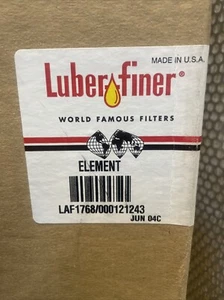 MADE IN U.S.A.
Luberfiner®
WORLD FAMOUS FILTERS
ELEMENT
LAF1768/000121243
JUN 04C